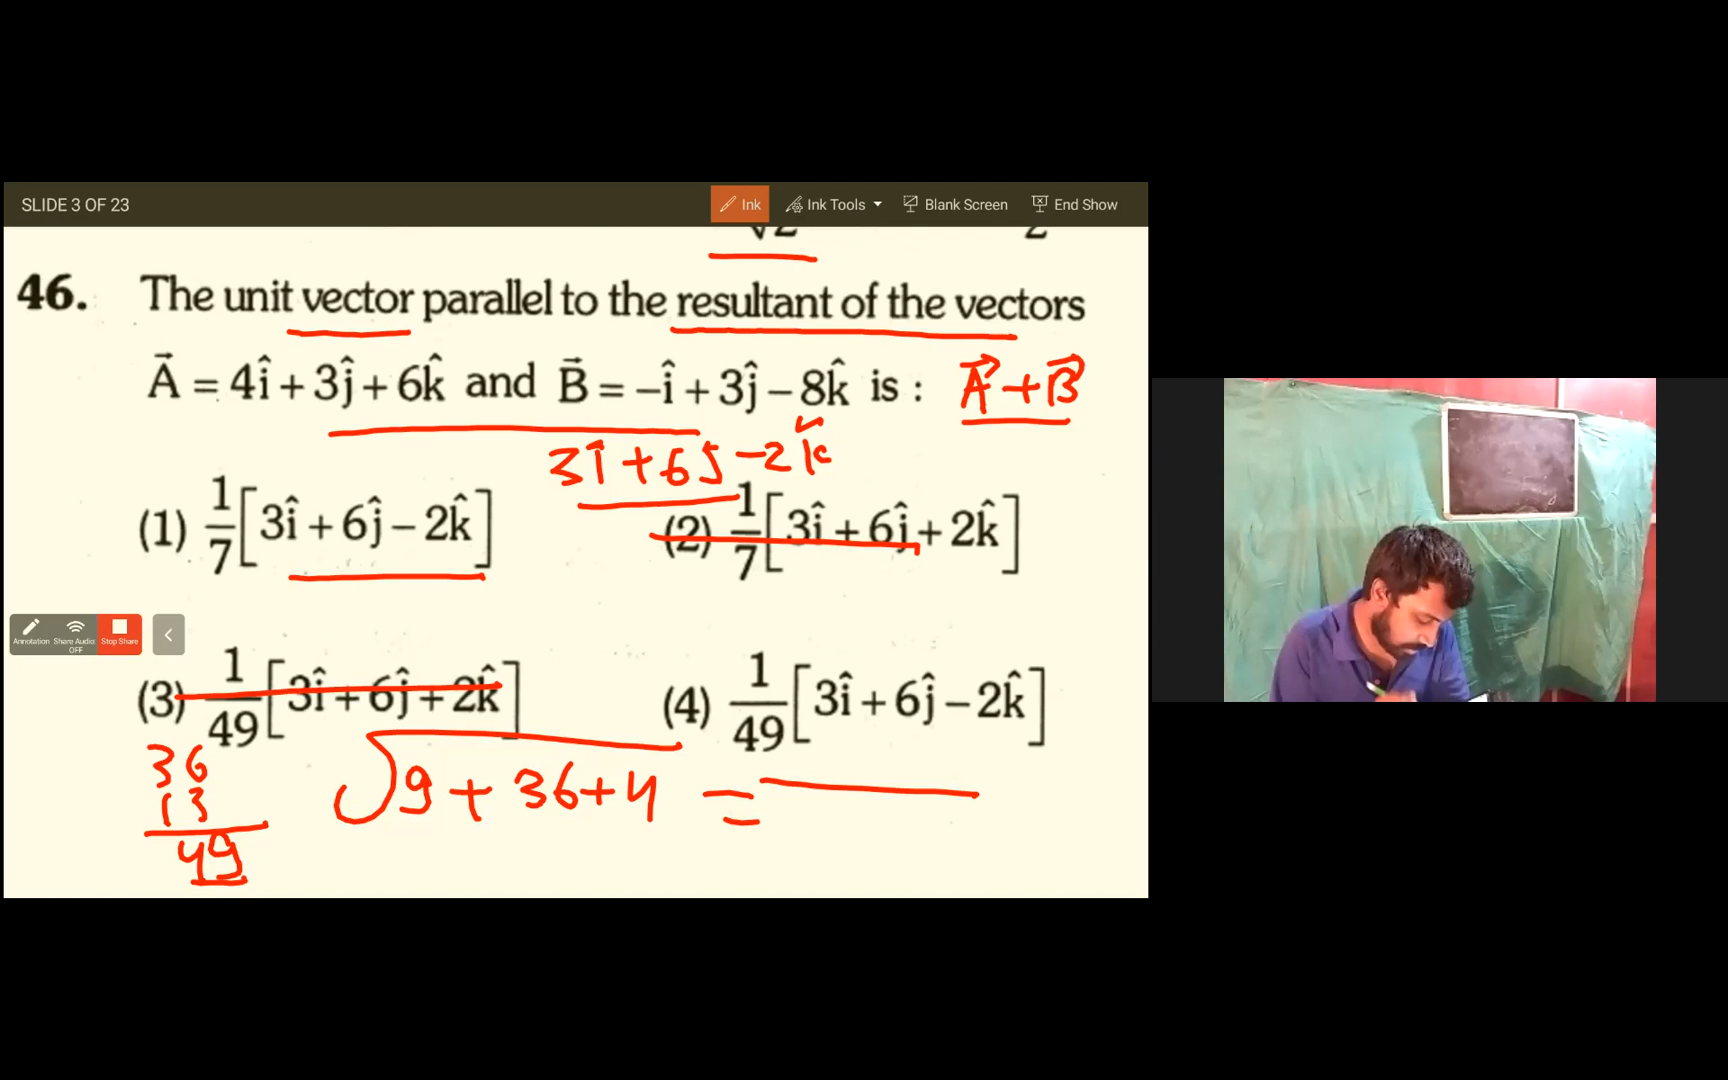 SLIDE 3 OF 23
Ink
Ink Tools
Blank Screen
End Show
46. The unit vector parallel to the resultant of the vectors
A⃗ = 4î + 3ĵ + 6k̂ and B⃗ = −î + 3ĵ − 8k̂ is : A⃗ + B⃗
3î + 6ĵ − 2k̂
(1) 1/7 [3î + 6ĵ − 2k̂]
(2) 1/7 [3î + 6ĵ + 2k̂]
Annotation
Share Audio: OFF
Stop Share
(3) 1/49 [3î + 6ĵ + 2k̂]
(4) 1/49 [3î + 6ĵ − 2k̂]
36
13
49
√9 + 36 + 4 =